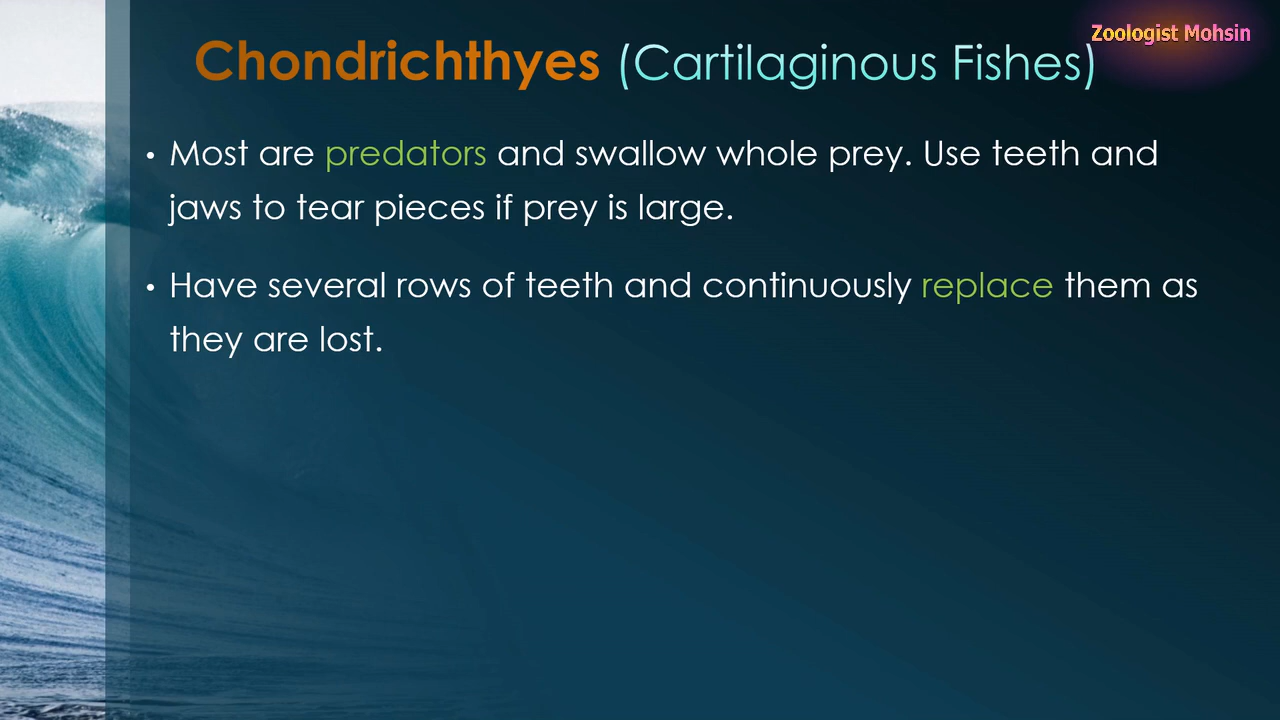 Zoologist Mohsin
Chondrichthyes (Cartilaginous Fishes)
• Most are predators and swallow whole prey. Use teeth and
jaws to tear pieces if prey is large.
• Have several rows of teeth and continuously replace them as
they are lost.